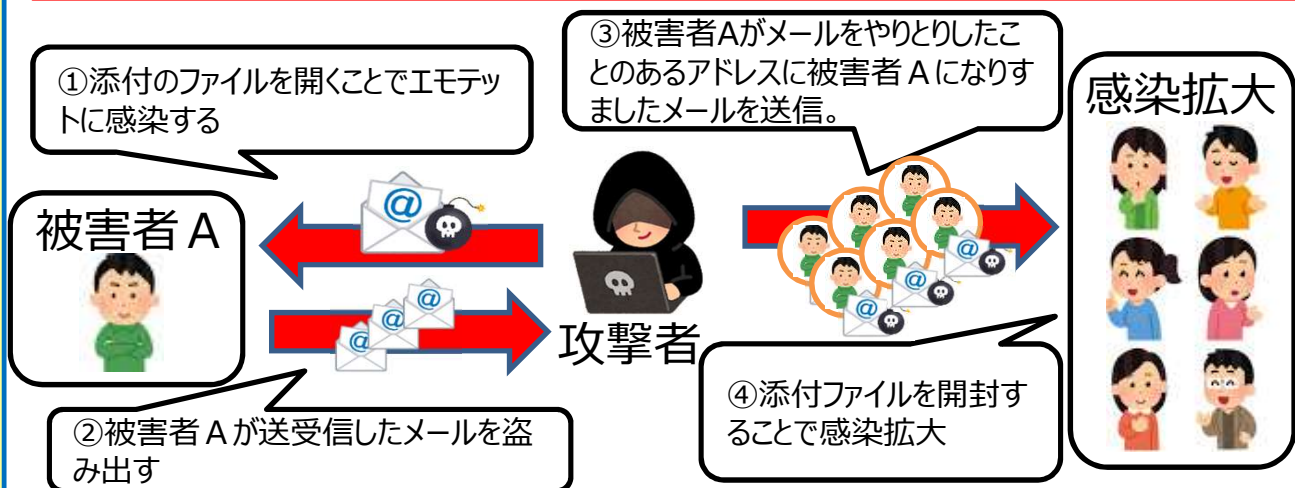 ①添付のファイルを開くことでエモテッ
トに感染する
③被害者Aがメールをやりとりしたこ
とのあるアドレスに被害者Aになりす
ましたメールを送信。
感染拡大
被害者A
@
@
@
@
攻撃者
@
@
@
②被害者Aが送受信したメールを盗
み出す
④添付ファイルを開封す
ることで感染拡大